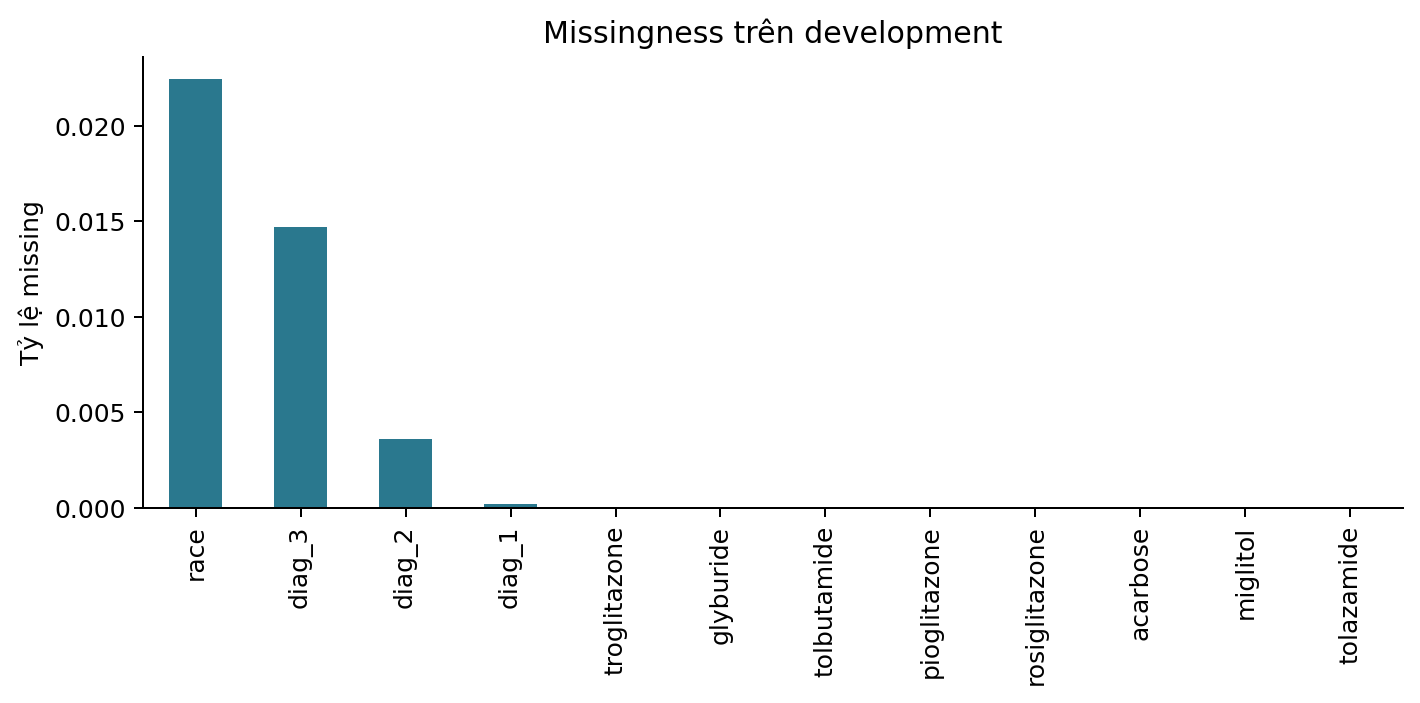 Missingness trên development
Tỷ lệ missing
0.020
0.015
0.010
0.005
0.000
race
diag_3
diag_2
diag_1
troglitazone
glyburide
tolbutamide
pioglitazone
rosiglitazone
acarbose
miglitol
tolazamide